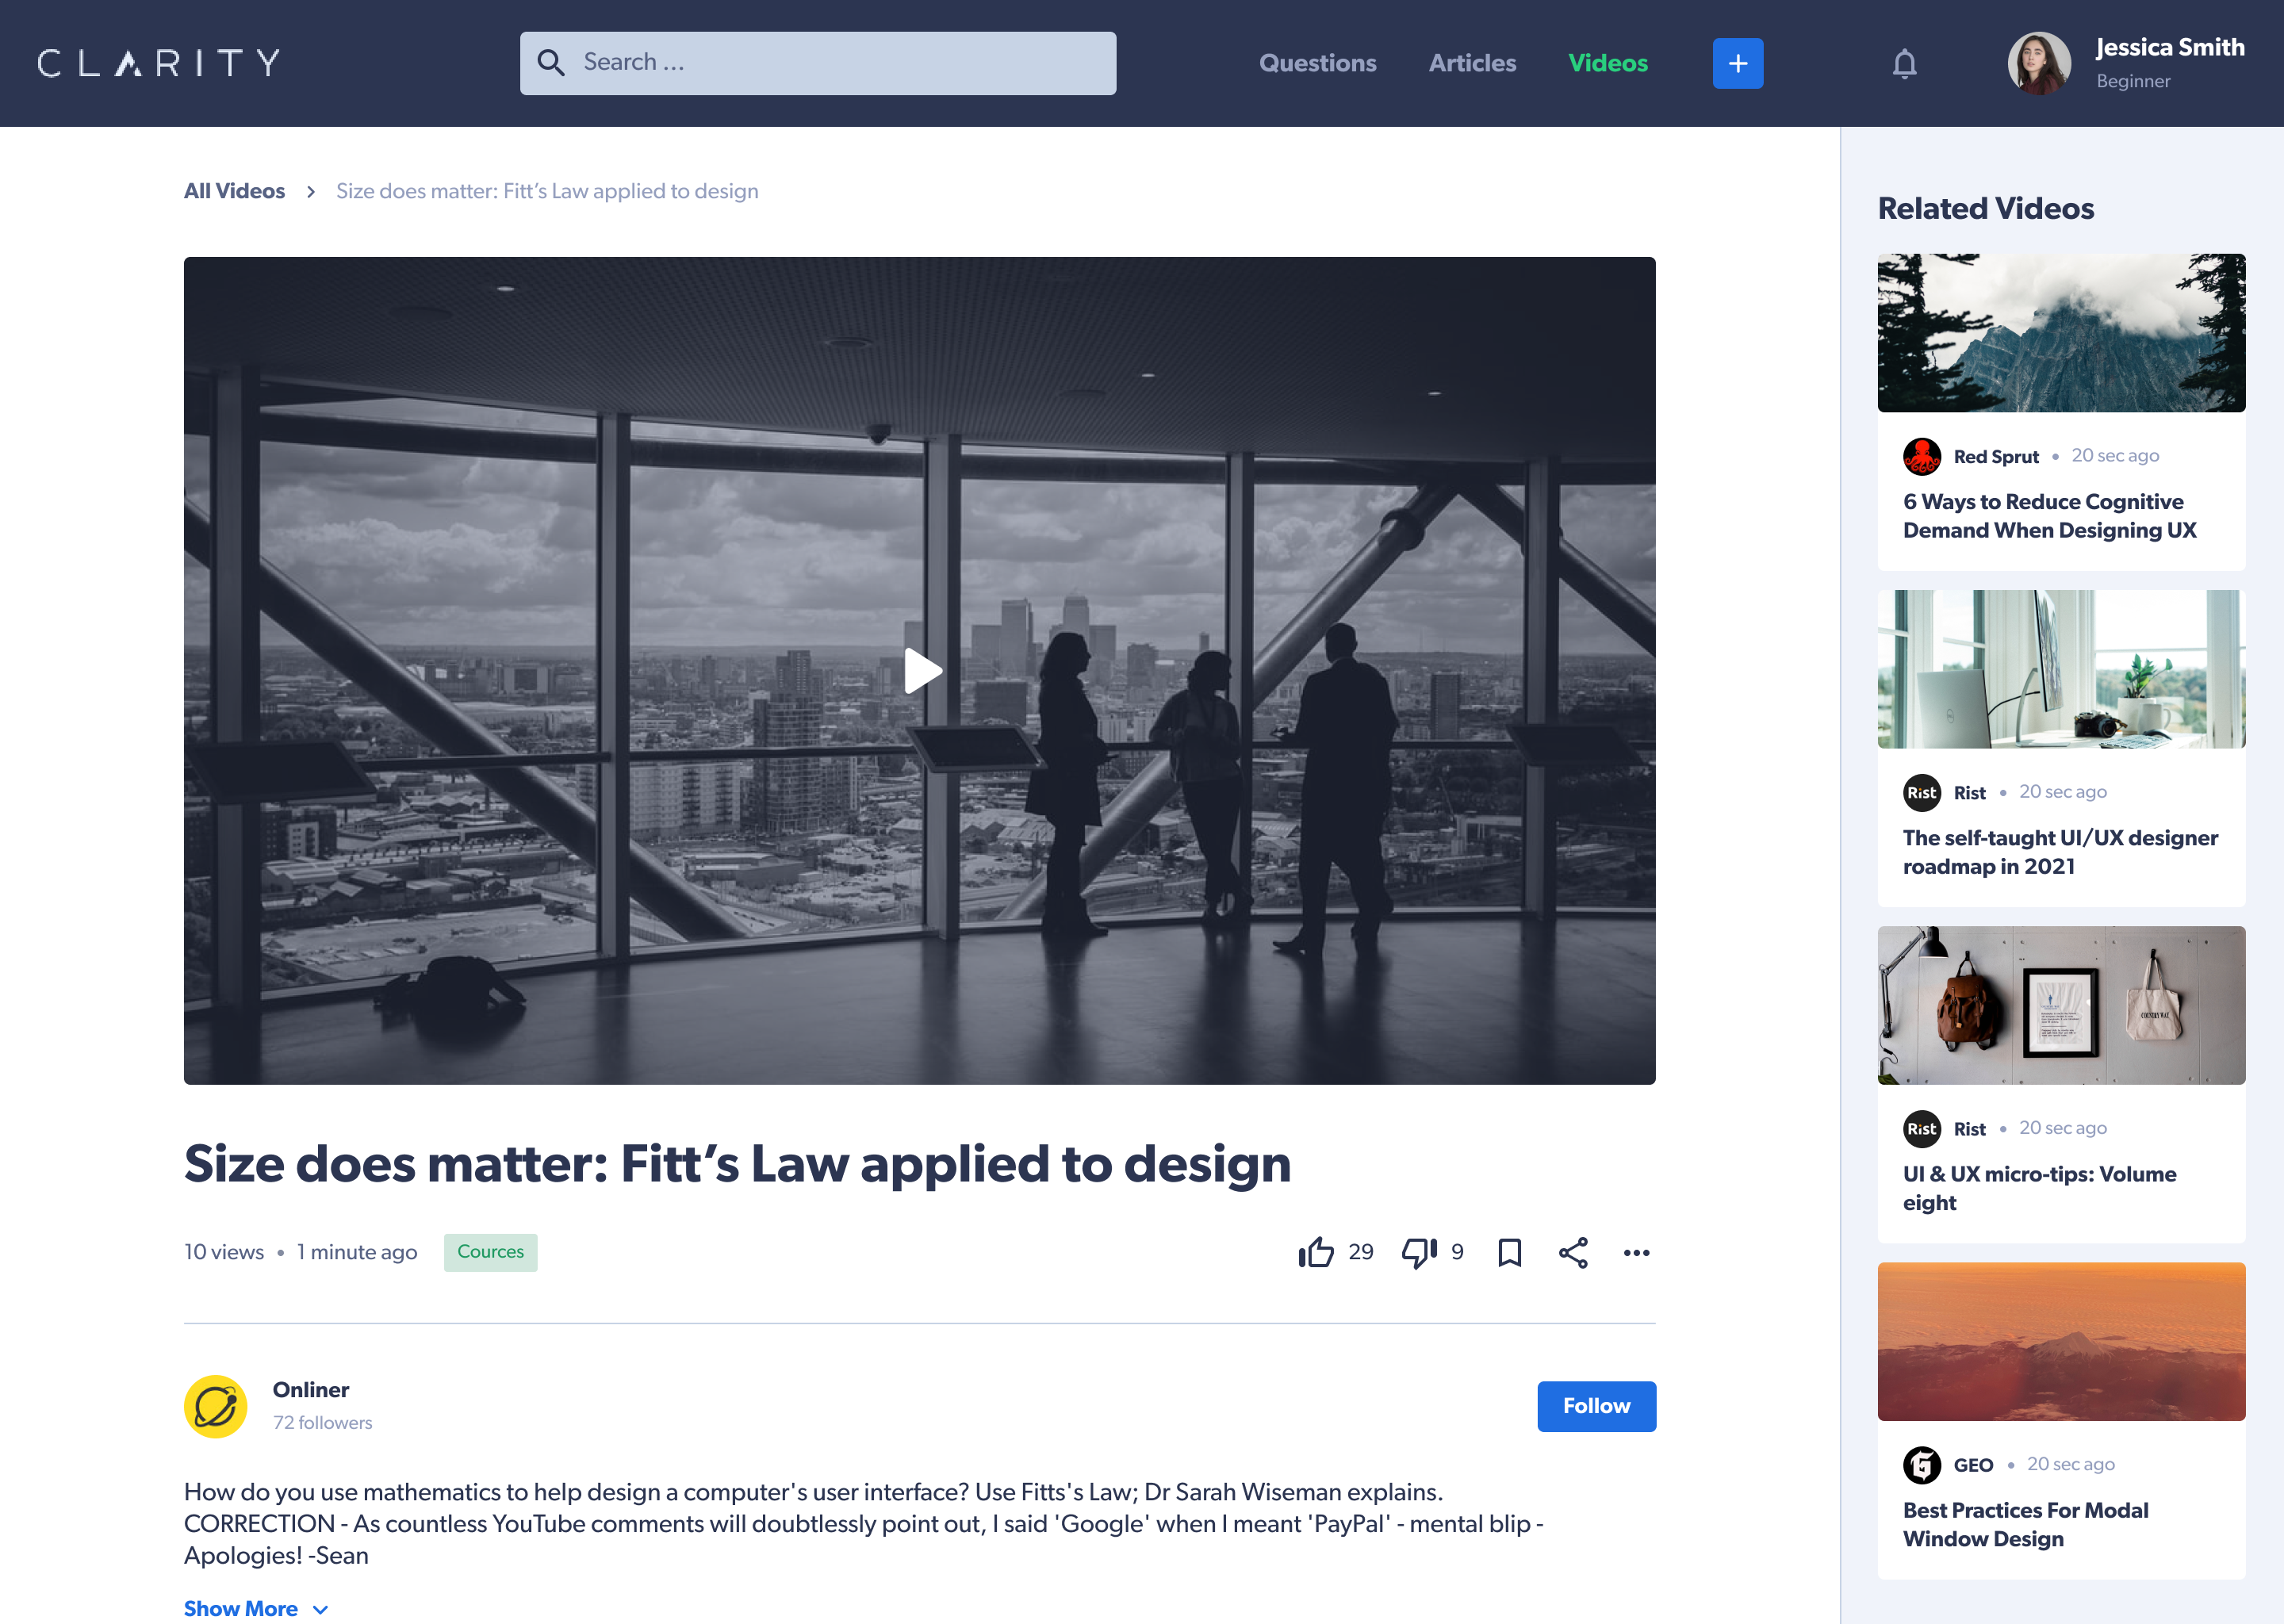 CLARITY
Search ...
Questions
Articles
Videos
+
Jessica Smith
Beginner
All Videos > Size does matter: Fitt’s Law applied to design
Size does matter: Fitt’s Law applied to design
10 views • 1 minute ago
Cources
29
9
Onliner
72 followers
Follow
How do you use mathematics to help design a computer's user interface? Use Fitts's Law; Dr Sarah Wiseman explains.
CORRECTION - As countless YouTube comments will doubtlessly point out, I said 'Google' when I meant 'PayPal' - mental blip -
Apologies! -Sean
Show More
Related Videos
Red Sprut • 20 sec ago
6 Ways to Reduce Cognitive
Demand When Designing UX
Rist
Rist • 20 sec ago
The self-taught UI/UX designer
roadmap in 2021
COUNTRY WAY
Rist
Rist • 20 sec ago
UI & UX micro-tips: Volume
eight
GEO • 20 sec ago
Best Practices For Modal
Window Design